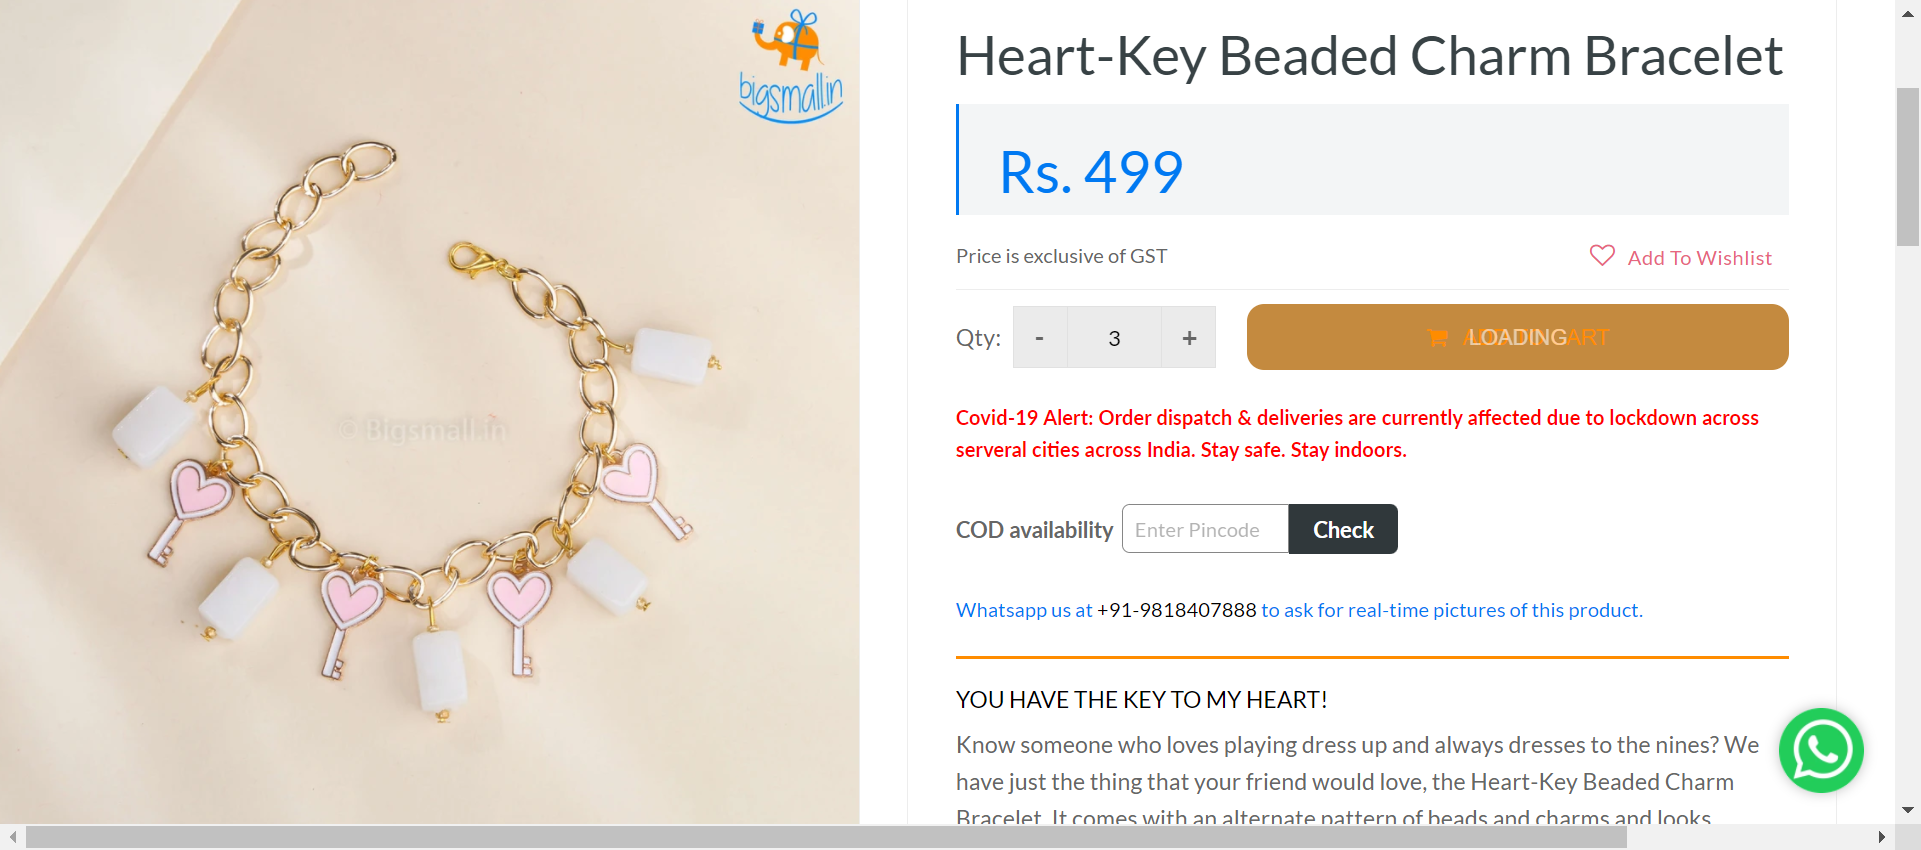 bigsmall.in
© Bigsmall.in
Heart-Key Beaded Charm Bracelet
Rs. 499
Price is exclusive of GST
Add To Wishlist
Qty: - 3 +
LOADING
Covid-19 Alert: Order dispatch & deliveries are currently affected due to lockdown across
serveral cities across India. Stay safe. Stay indoors.
COD availability Enter Pincode Check
Whatsapp us at +91-9818407888 to ask for real-time pictures of this product.
YOU HAVE THE KEY TO MY HEART!
Know someone who loves playing dress up and always dresses to the nines? We
have just the thing that your friend would love, the Heart-Key Beaded Charm
Bracelet. It comes with an alternate pattern of beads and charms and looks